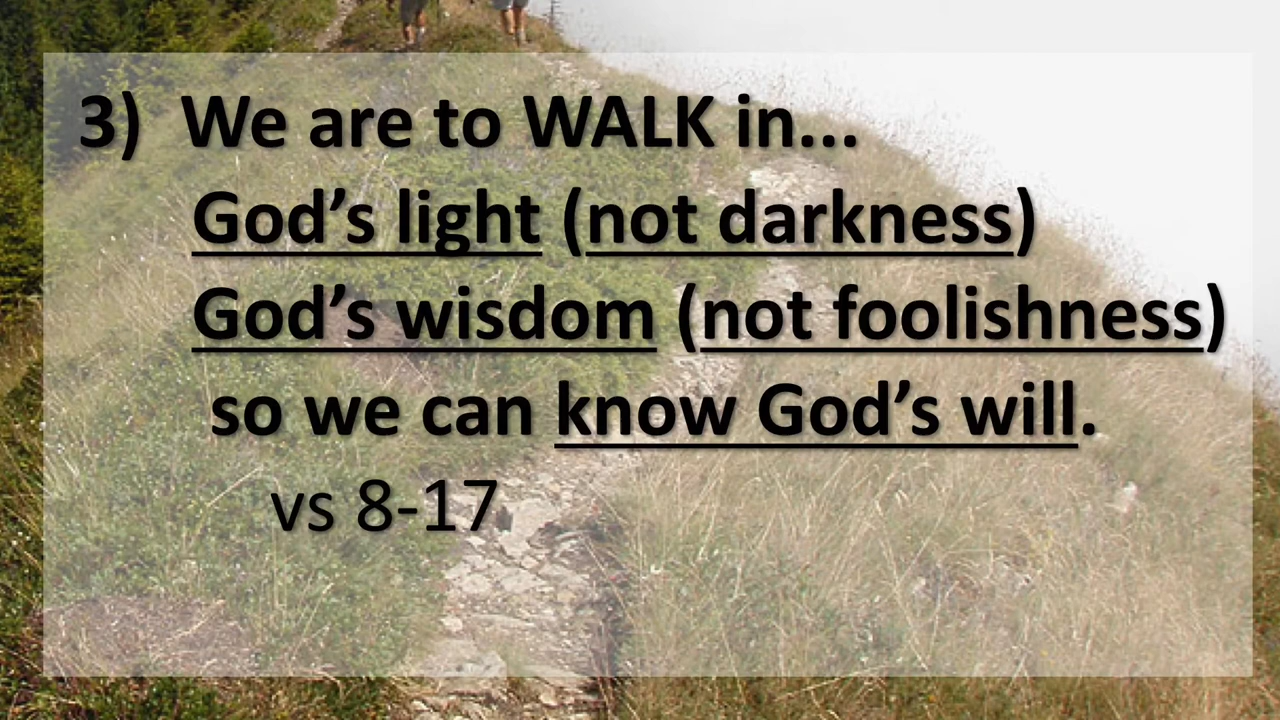 3) We are to WALK in...
God's light (not darkness)
God's wisdom (not foolishness)
so we can know God's will.
vs 8-17